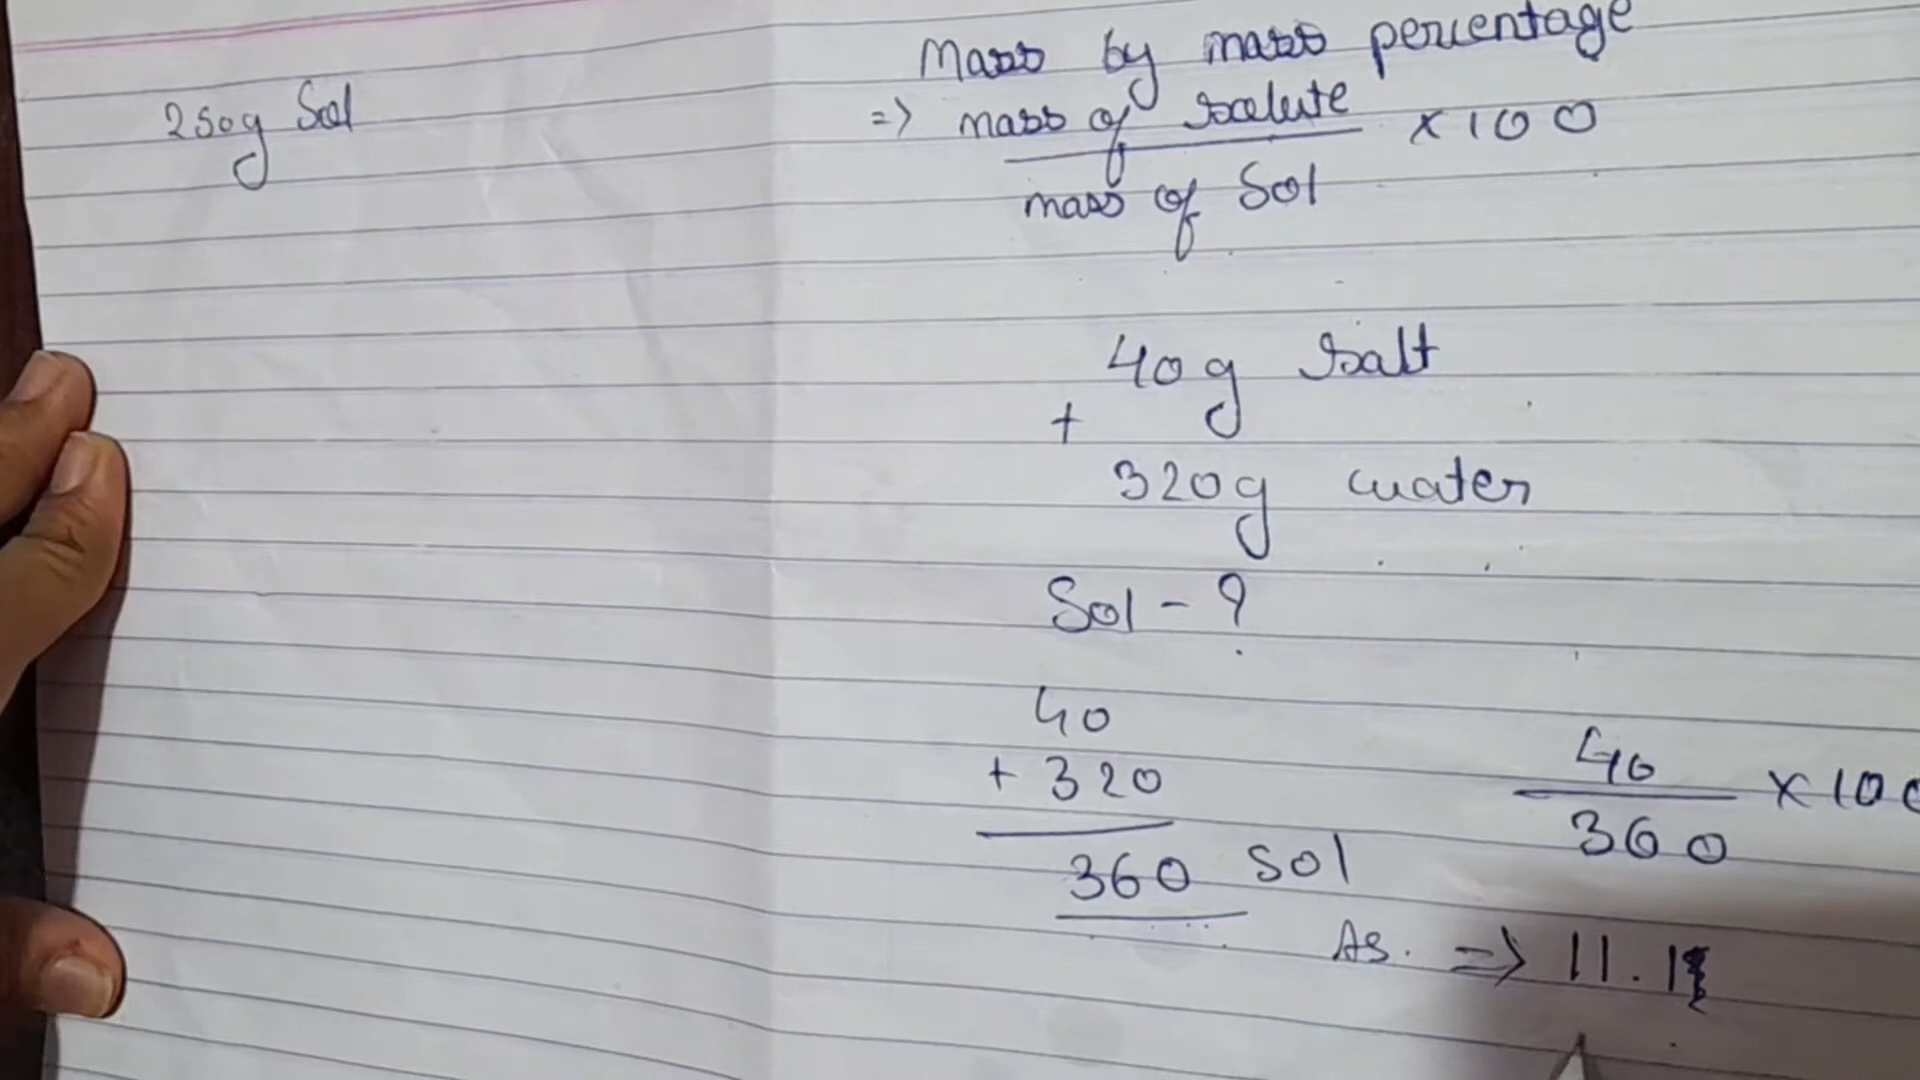 250g Sol
Mass by mass percentage
=> mass of solute × 100
mass of Sol
40g salt
+
320g water
Sol - ?
40
+ 320
360 Sol
40 × 100
360
As. => 11.1